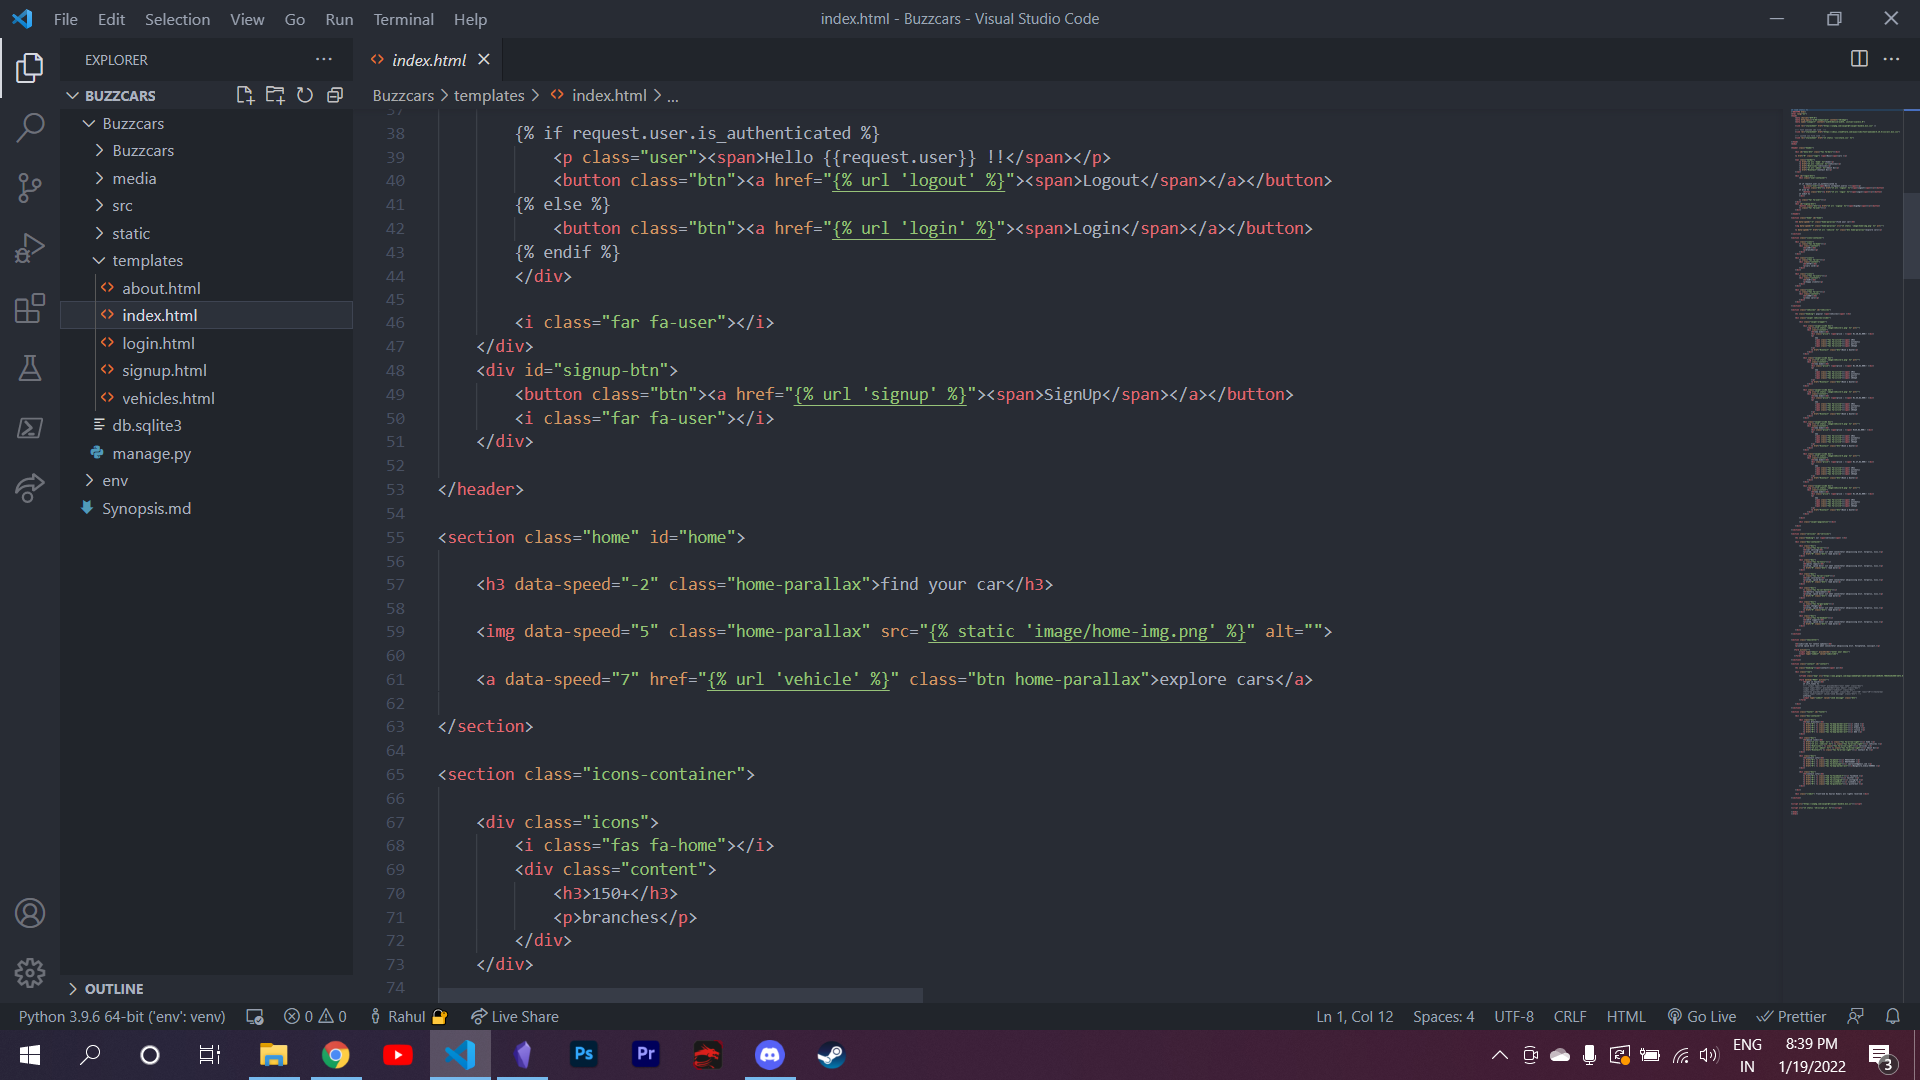 File Edit Selection View Go Run Terminal Help
index.html - Buzzcars - Visual Studio Code
EXPLORER
index.html
BUZZCARS
Buzzcars > templates > index.html > ...
Buzzcars
Buzzcars
media
src
static
templates
about.html
index.html
login.html
signup.html
vehicles.html
db.sqlite3
manage.py
env
Synopsis.md
OUTLINE
37
38 {% if request.user.is_authenticated %}
39 <p class="user"><span>Hello {{request.user}} !!</span></p>
40 <button class="btn"><a href="{% url 'logout' %}"><span>Logout</span></a></button>
41 {% else %}
42 <button class="btn"><a href="{% url 'login' %}"><span>Login</span></a></button>
43 {% endif %}
44 </div>
45
46 <i class="far fa-user"></i>
47 </div>
48 <div id="signup-btn">
49 <button class="btn"><a href="{% url 'signup' %}"><span>SignUp</span></a></button>
50 <i class="far fa-user"></i>
51 </div>
52
53 </header>
54
55 <section class="home" id="home">
56
57 <h3 data-speed="-2" class="home-parallax">find your car</h3>
58
59 <img data-speed="5" class="home-parallax" src="{% static 'image/home-img.png' %}" alt="">
60
61 <a data-speed="7" href="{% url 'vehicle' %}" class="btn home-parallax">explore cars</a>
62
63 </section>
64
65 <section class="icons-container">
66
67 <div class="icons">
68 <i class="fas fa-home"></i>
69 <div class="content">
70 <h3>150+</h3>
71 <p>branches</p>
72 </div>
73 </div>
74
Python 3.9.6 64-bit ('env': venv) 0 0 Rahul Live Share Ln 1, Col 12 Spaces: 4 UTF-8 CRLF HTML Go Live Prettier
Ps Pr
ENG
IN
8:39 PM
1/19/2022
3